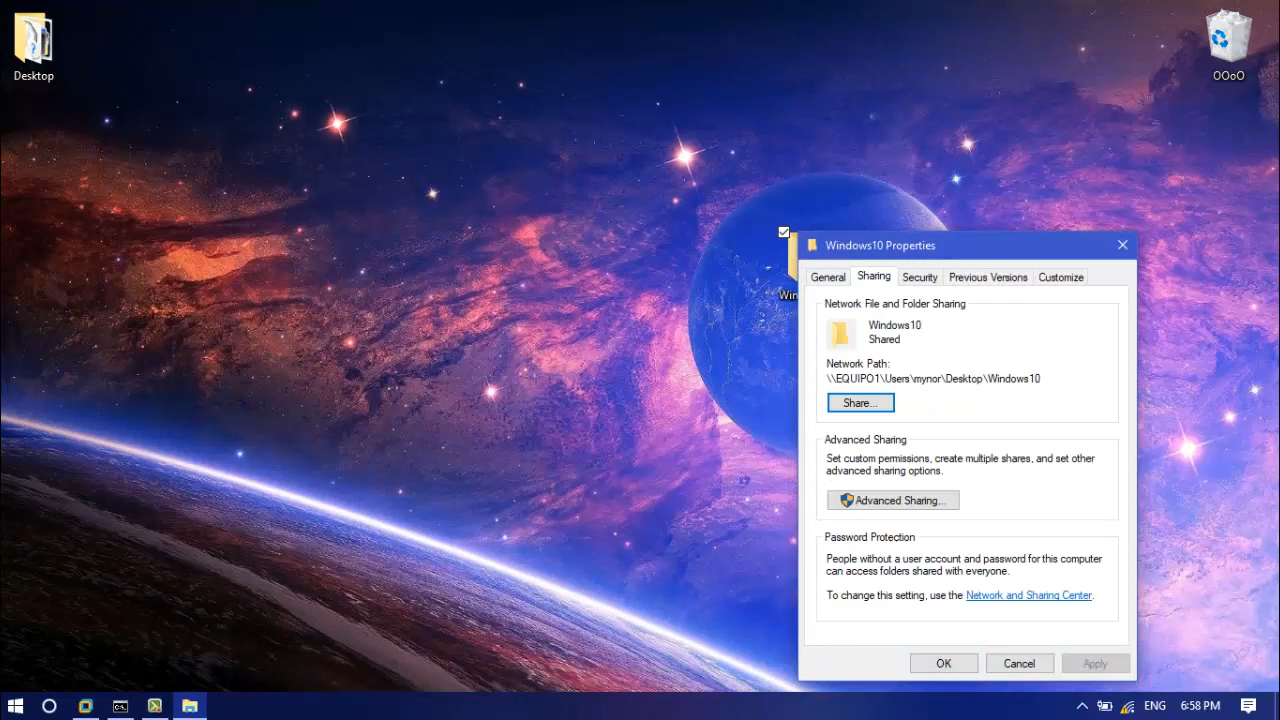 Desktop
OOoO
Win
Windows10 Properties
General Sharing Security Previous Versions Customize
Network File and Folder Sharing
Windows10
Shared
Network Path:
\\EQUIPO1\Users\mynor\Desktop\Windows10
Share...
Advanced Sharing
Set custom permissions, create multiple shares, and set other
advanced sharing options.
Advanced Sharing...
Password Protection
People without a user account and password for this computer
can access folders shared with everyone.
To change this setting, use the Network and Sharing Center.
OK Cancel Apply
ENG 6:58 PM